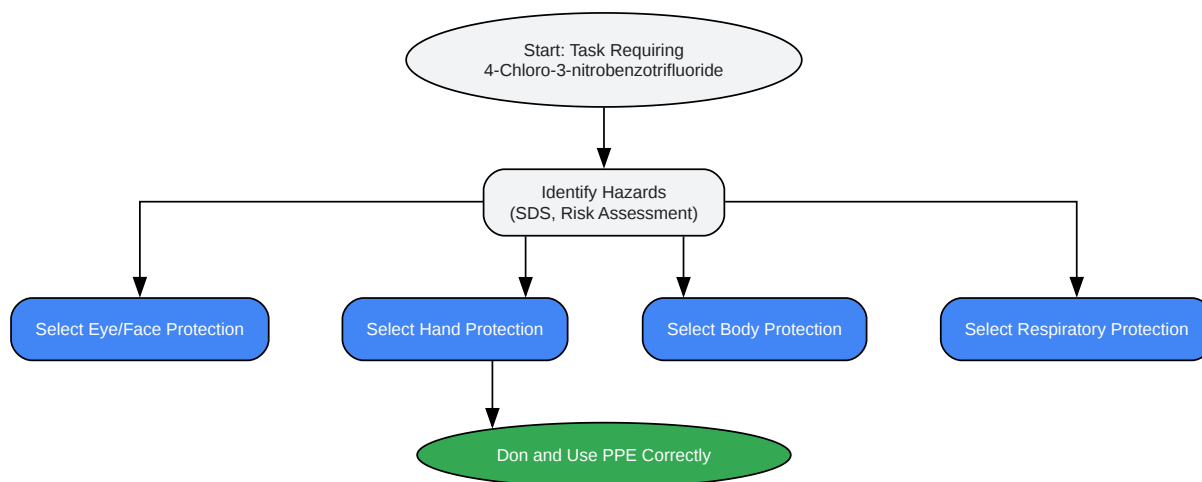 Start: Task Requiring
4-Chloro-3-nitrobenzotrifluoride
Identify Hazards
(SDS, Risk Assessment)
Select Eye/Face Protection
Select Hand Protection
Select Body Protection
Select Respiratory Protection
Don and Use PPE Correctly